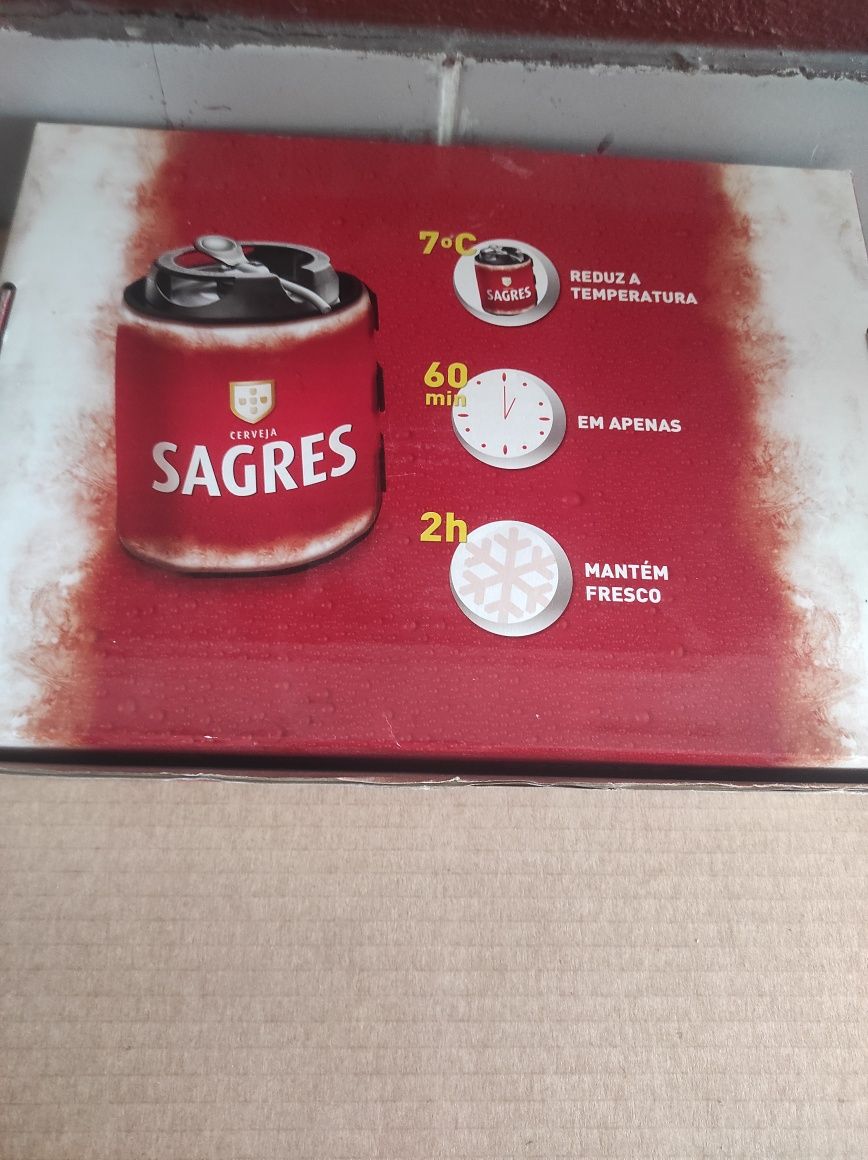 CERVEJA
SAGRES
7ºC
SAGRES
REDUZ A
TEMPERATURA
60
min
EM APENAS
2h
MANTÉM
FRESCO